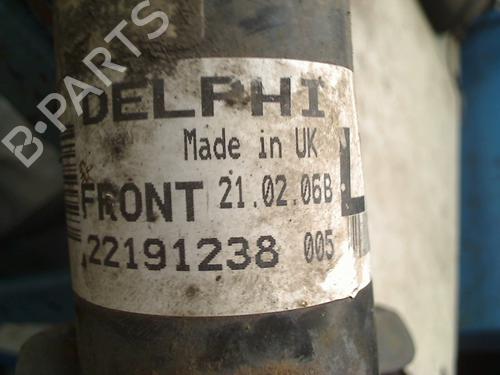 B-PARTS
DELPHI
Made in UK
L
FRONT 21.02.06B
22191238 005